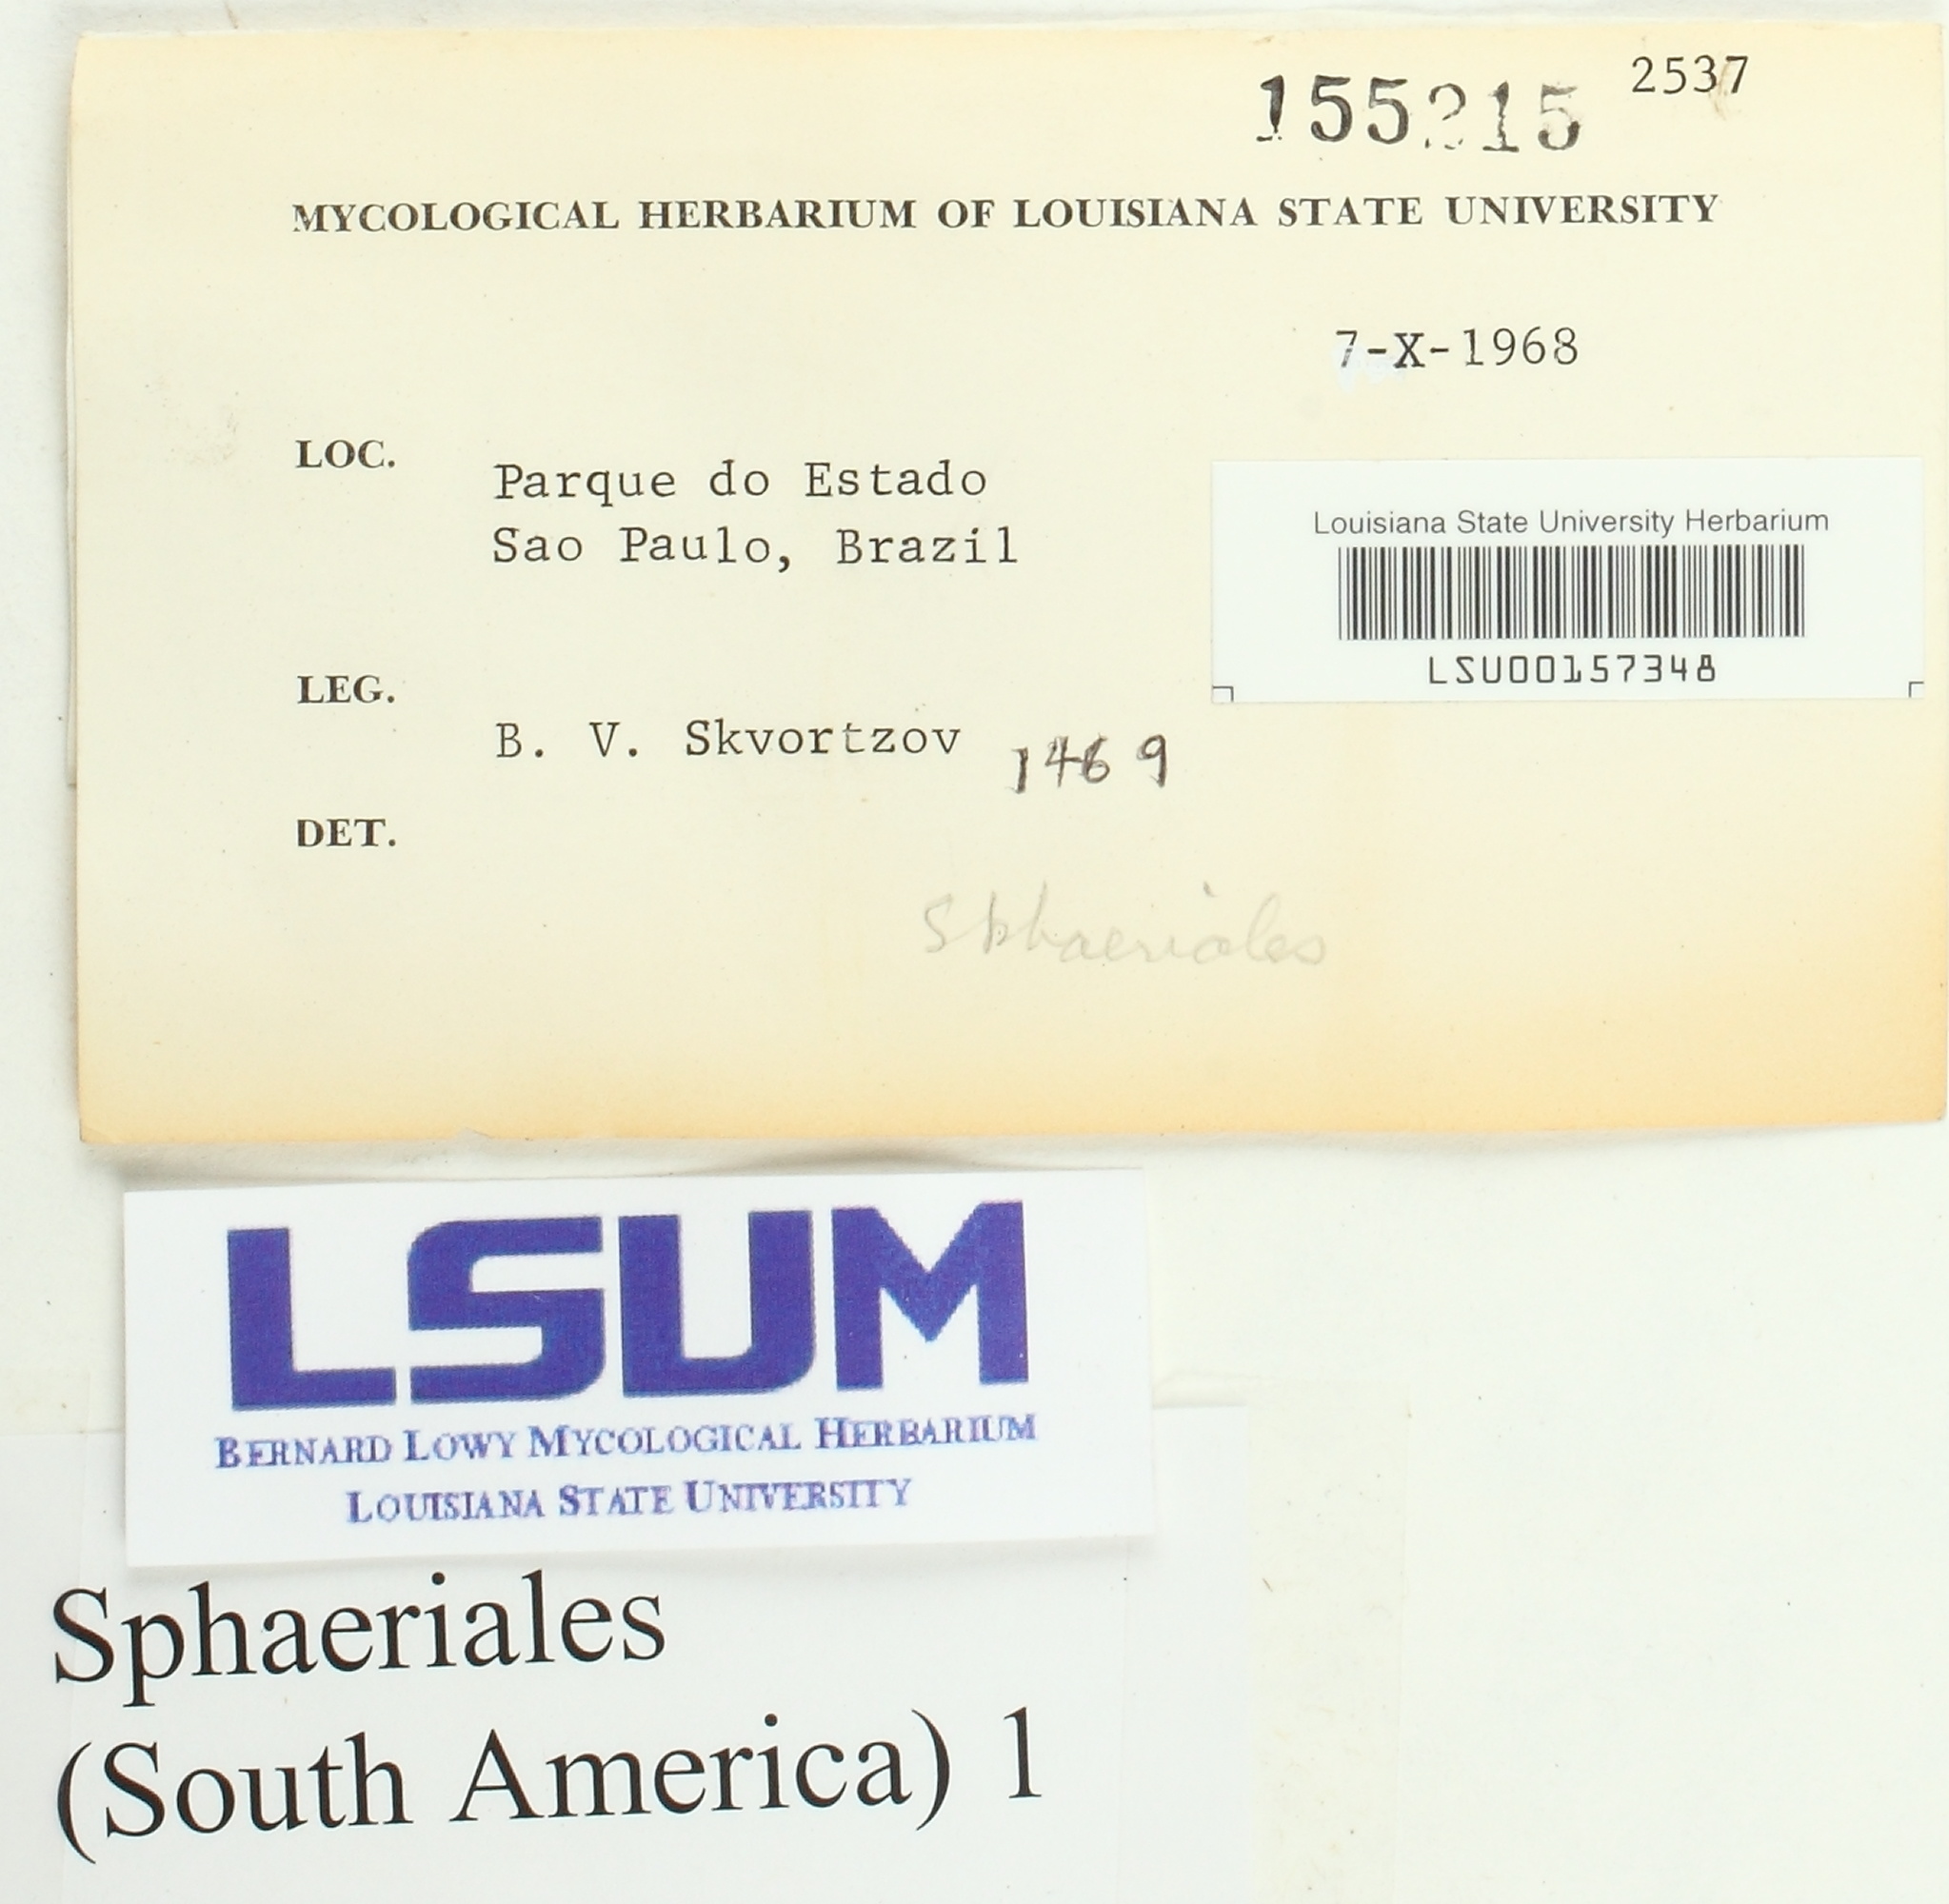 155215 2537
MYCOLOGICAL HERBARIUM OF LOUISIANA STATE UNIVERSITY
7-X-1968
LOC. Parque do Estado
Sao Paulo, Brazil
Louisiana State University Herbarium
LSU00157348
LEG. B. V. Skvortzov 1469
DET.
Sphaeriales
LSUM
BERNARD LOWY MYCOLOGICAL HERBARIUM
LOUISIANA STATE UNIVERSITY
Sphaeriales
(South America) 1